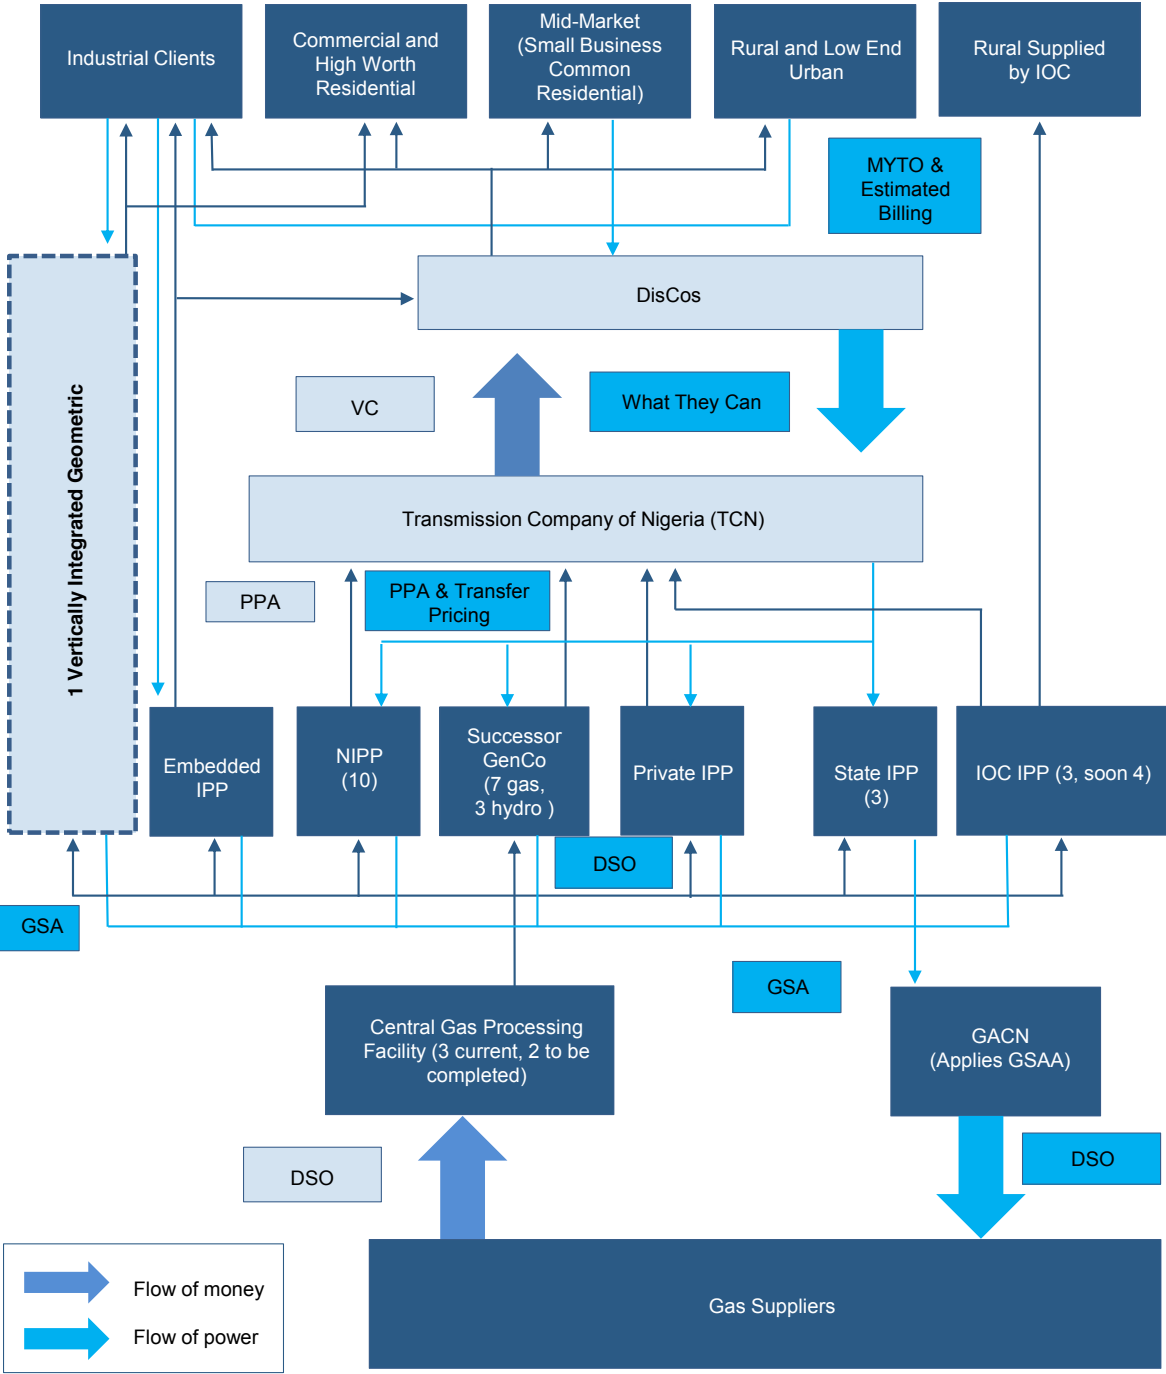 Industrial Clients
Commercial and
High Worth
Residential
Mid-Market
(Small Business
Common
Residential)
Rural and Low End
Urban
Rural Supplied
by IOC
MYTO &
Estimated
Billing
DisCos
VC
What They Can
1 Vertically Integrated Geometric
Transmission Company of Nigeria (TCN)
PPA
PPA & Transfer
Pricing
Embedded
IPP
NIPP
(10)
Successor
GenCo
(7 gas,
3 hydro )
Private IPP
State IPP
(3)
IOC IPP (3, soon 4)
DSO
GSA
GSA
Central Gas Processing
Facility (3 current, 2 to be
completed)
GACN
(Applies GSAA)
DSO
DSO
Gas Suppliers
Flow of money
Flow of power